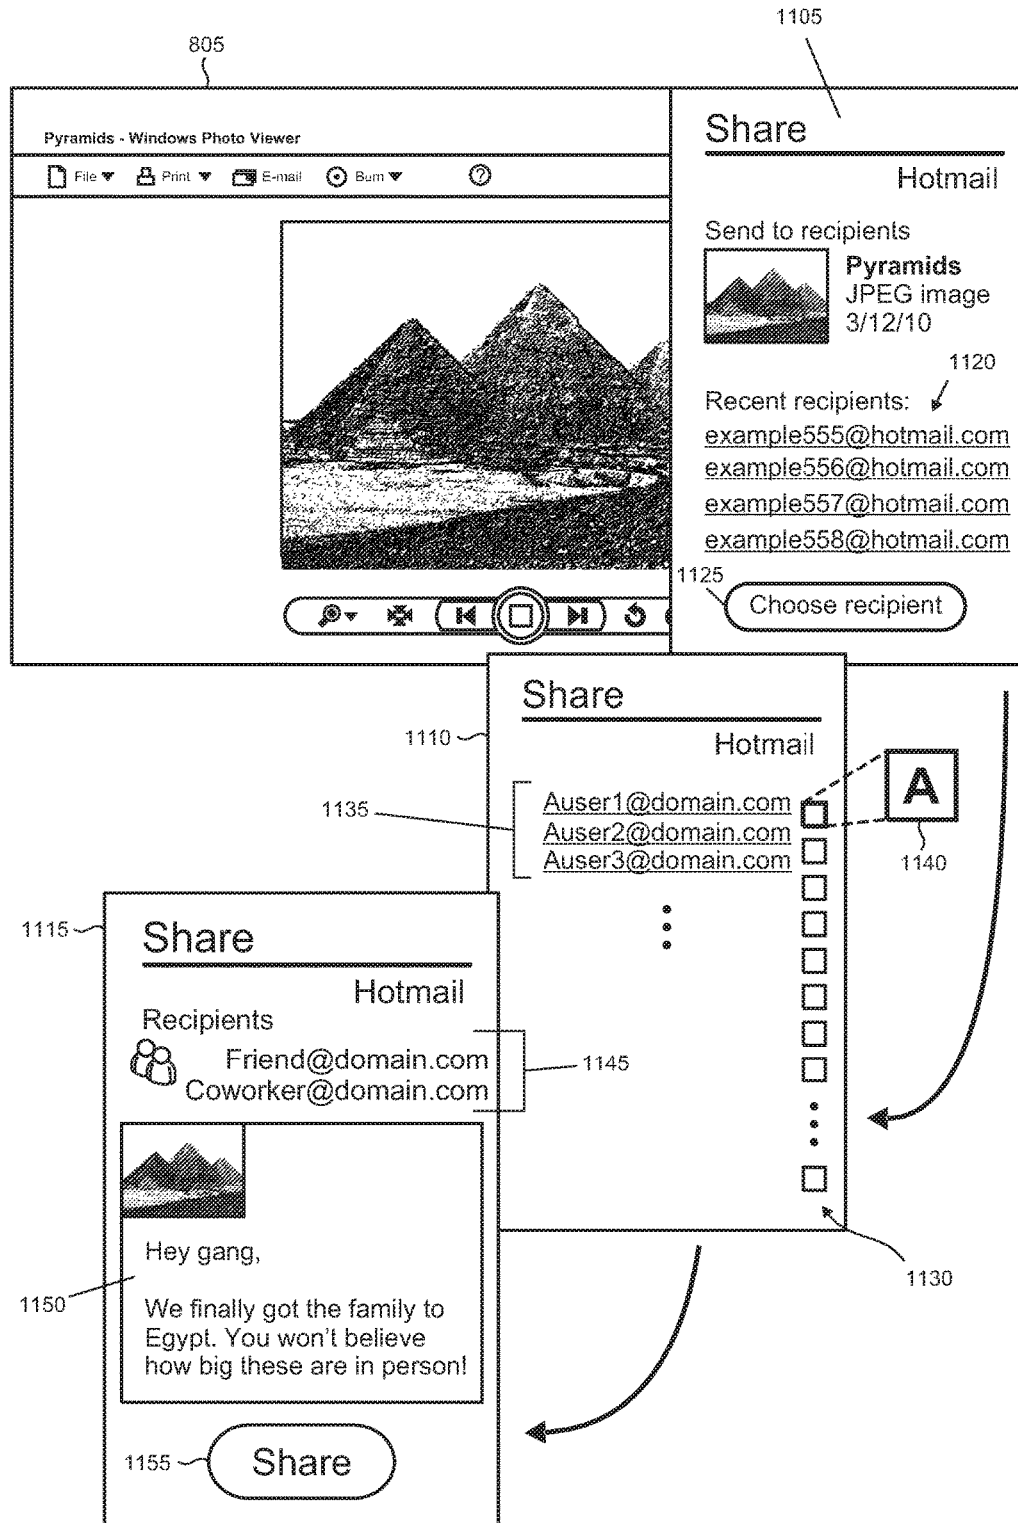 805
1105
Pyramids - Windows Photo Viewer
File Print E-mail Burn ?
Share
Hotmail
Send to recipients
Pyramids
JPEG image
3/12/10
1120
Recent recipients:
example555@hotmail.com
example556@hotmail.com
example557@hotmail.com
example558@hotmail.com
1125
Choose recipient
Share
1110
Hotmail
1135
Auser1@domain.com
Auser2@domain.com
Auser3@domain.com
A
1140
1115
Share
Hotmail
Recipients
Friend@domain.com
Coworker@domain.com
1145
Hey gang,
1150
We finally got the family to
Egypt. You won't believe
how big these are in person!
1130
1155
Share